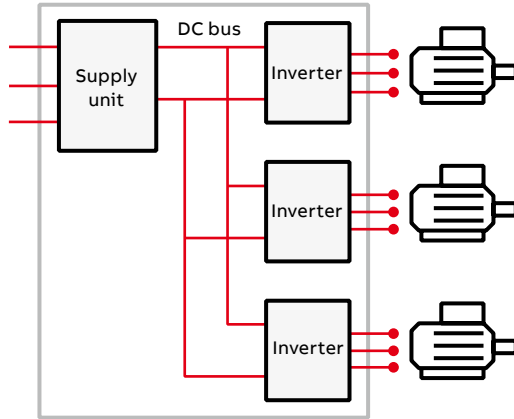 DC bus
Supply
unit
Inverter
Inverter
Inverter